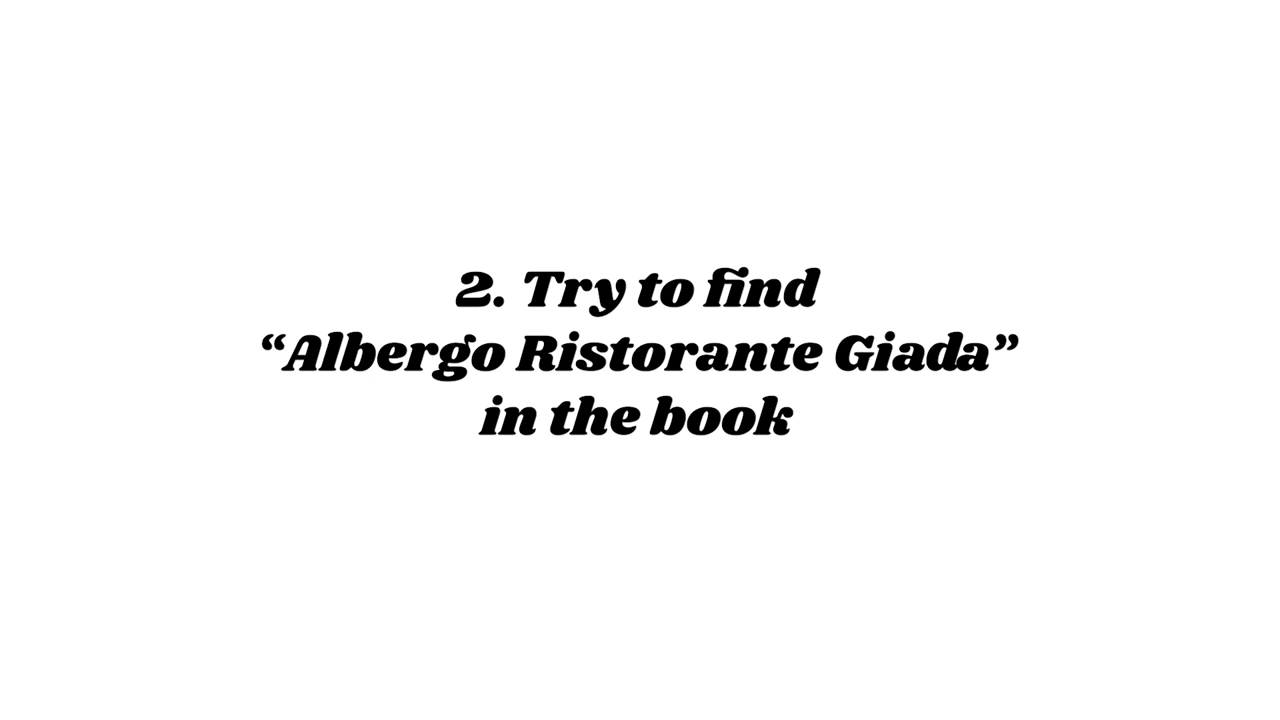 2. Try to find
“Albergo Ristorante Giada”
in the book